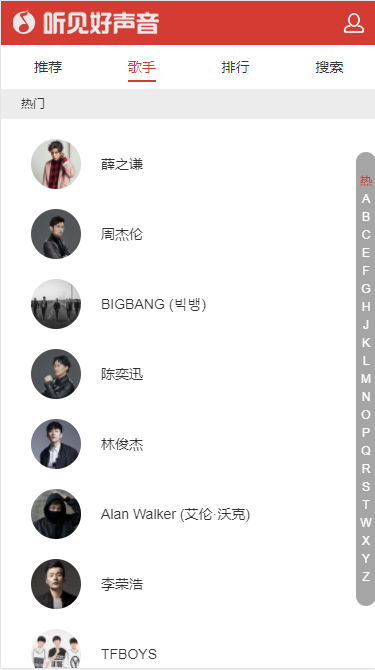 听见好声音
推荐 歌手 排行 搜索
热门
薛之谦
周杰伦
BIGBANG (빅뱅)
陈奕迅
林俊杰
Alan Walker (艾伦·沃克)
李荣浩
TFBOYS
热
A
B
C
E
F
G
H
J
K
L
M
N
O
P
Q
R
S
T
W
X
Y
Z